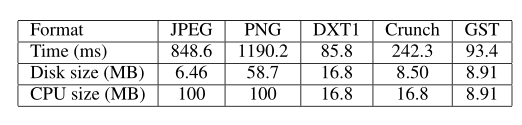 Format JPEG PNG DXT1 Crunch GST
Time (ms) 848.6 1190.2 85.8 242.3 93.4
Disk size (MB) 6.46 58.7 16.8 8.50 8.91
CPU size (MB) 100 100 16.8 16.8 8.91